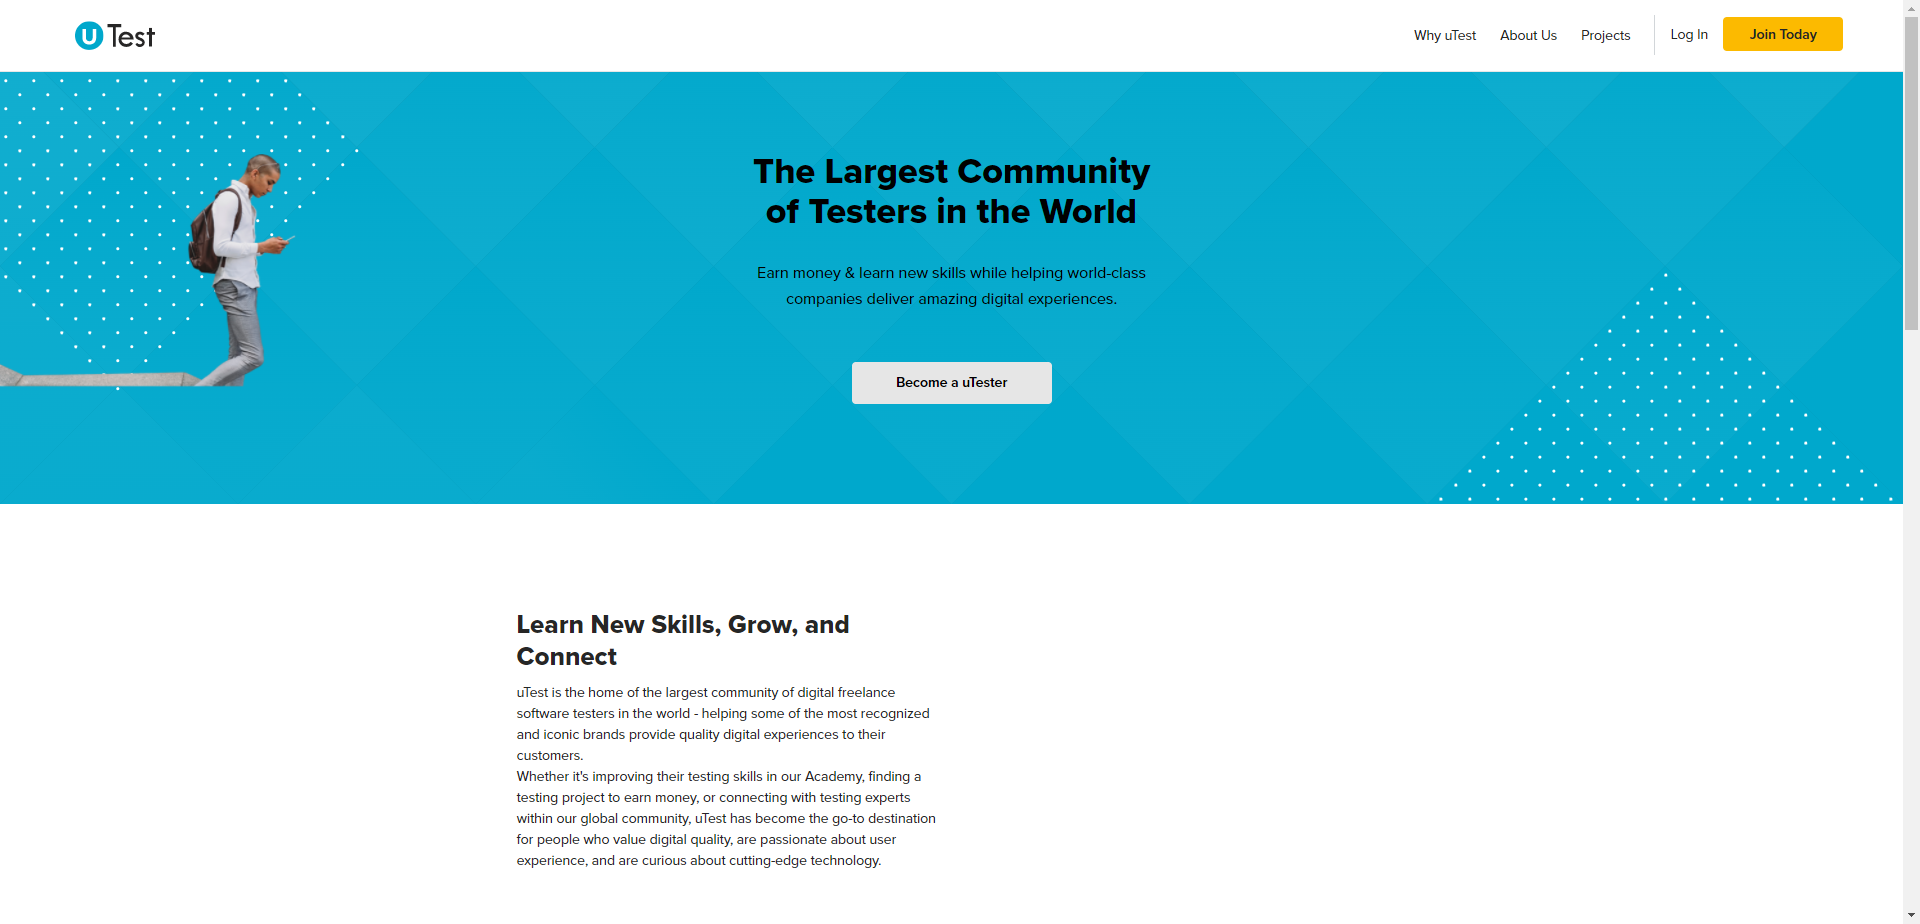 uTest
Why uTest
About Us
Projects
Log In
Join Today
The Largest Community
of Testers in the World
Earn money & learn new skills while helping world-class
companies deliver amazing digital experiences.
Become a uTester
Learn New Skills, Grow, and
Connect
uTest is the home of the largest community of digital freelance
software testers in the world - helping some of the most recognized
and iconic brands provide quality digital experiences to their
customers.
Whether it's improving their testing skills in our Academy, finding a
testing project to earn money, or connecting with testing experts
within our global community, uTest has become the go-to destination
for people who value digital quality, are passionate about user
experience, and are curious about cutting-edge technology.